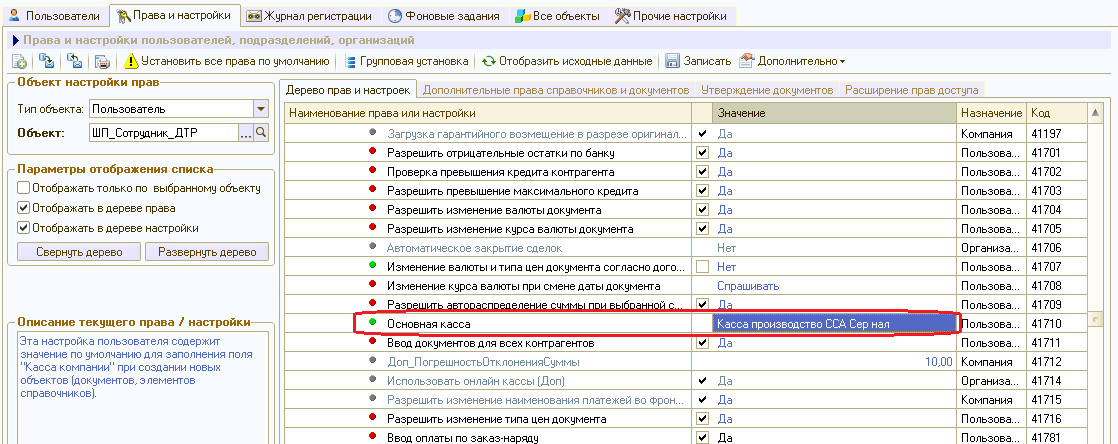 Пользователи Права и настройки Журнал регистрации Фоновые задания Все объекты Прочие настройки
Права и настройки пользователей, подразделений, организаций
Установить все права по умолчанию Групповая установка Отобразить исходные данные Записать Дополнительно
Объект настройки прав
Тип объекта: Пользователь
Объект: ШП_Сотрудник_ДТР ...
Параметры отображения списка
Отображать только по выбранному объекту
Отображать в дереве права
Отображать в дереве настройки
Свернуть дерево Развернуть дерево
Описание текущего права / настройки
Эта настройка пользователя содержит
значение по умолчанию для заполнения поля
"Касса компании" при создании новых
объектов (документов, элементов
справочников).
Дерево прав и настроек Дополнительные права справочников и документов Утверждение документов Расширение прав доступа
Наименование права или настройки Значение Назначение Код
Загрузка гарантийного возмещение в разрезе оригинал... Да Компания 41197
Разрешить отрицательные остатки по банку Да Пользова... 41701
Проверка превышения кредита контрагента Да Пользова... 41702
Разрешить превышение максимального кредита Да Пользова... 41703
Разрешить изменение валюты документа Да Пользова... 41704
Разрешить изменение курса валюты документа Да Пользова... 41705
Автоматическое закрытие сделок Нет Организа... 41706
Изменение валюты и типа цен документа согласно дого... Нет Пользова... 41707
Изменение курса валюты при смене даты документа Спрашивать Пользова... 41708
Разрешить автораспределение суммы при выбранной с... Да Пользова... 41709
Основная касса Касса производство ССА Сер нал Пользова... 41710
Ввод документов для всех контрагентов Да Пользова... 41711
Доп_ПогрешностьОтклоненияСуммы 10,00 Компания 41712
Использовать онлайн кассы (Доп) Да Организа... 41714
Разрешить изменение наименования платежей во фрон... Да Компания 41715
Разрешить изменение типа цен документа Да Пользова... 41716
Ввод оплаты по заказ-наряду Да Пользова... 41781